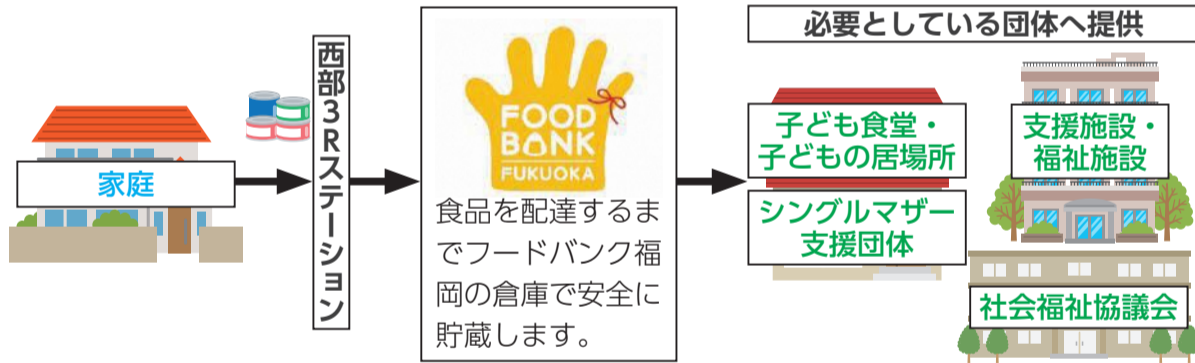 家庭
西部3Rステーション
FOOD
BANK
FUKUOKA
食品を配達するま
でフードバンク福
岡の倉庫で安全に
貯蔵します。
必要としている団体へ提供
子ども食堂・
子どもの居場所
シングルマザー
支援団体
支援施設・
福祉施設
社会福祉協議会